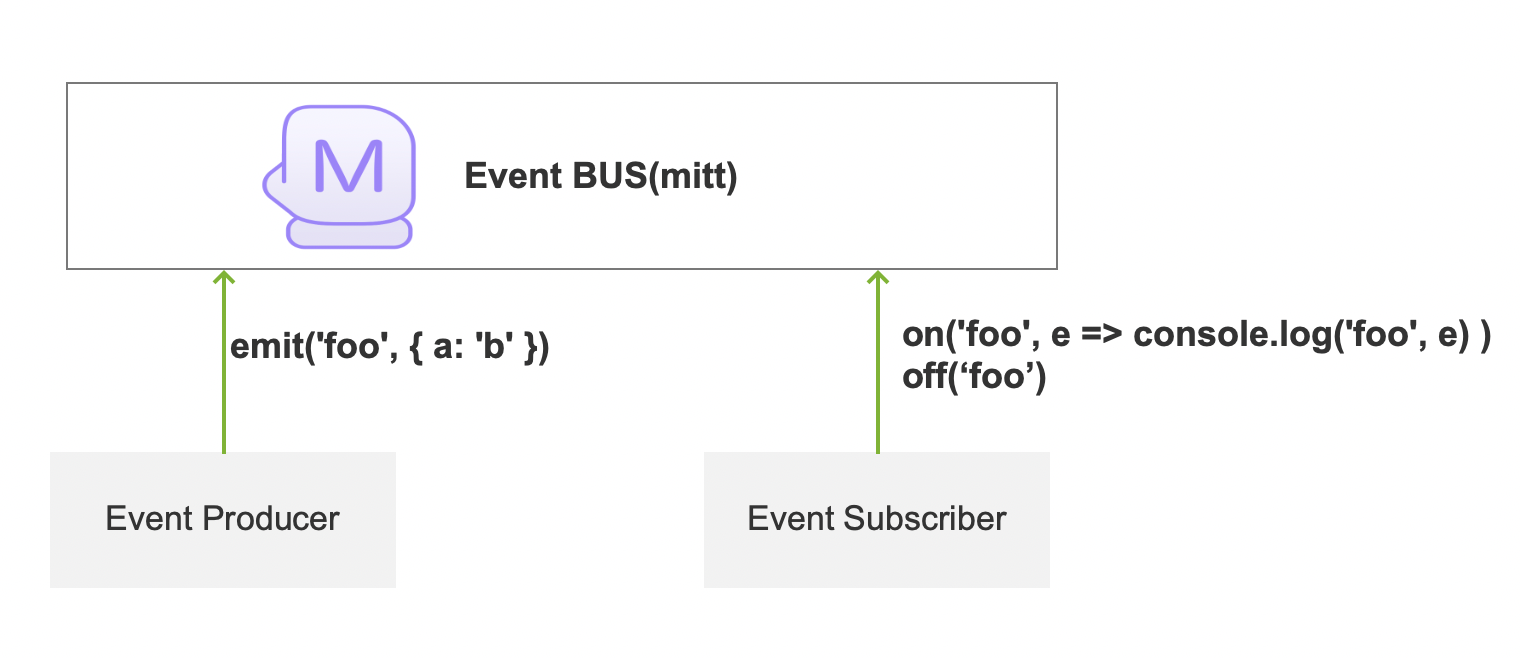 M
Event BUS(mitt)
emit('foo', { a: 'b' })
on('foo', e => console.log('foo', e) )
off(‘foo’)
Event Producer
Event Subscriber